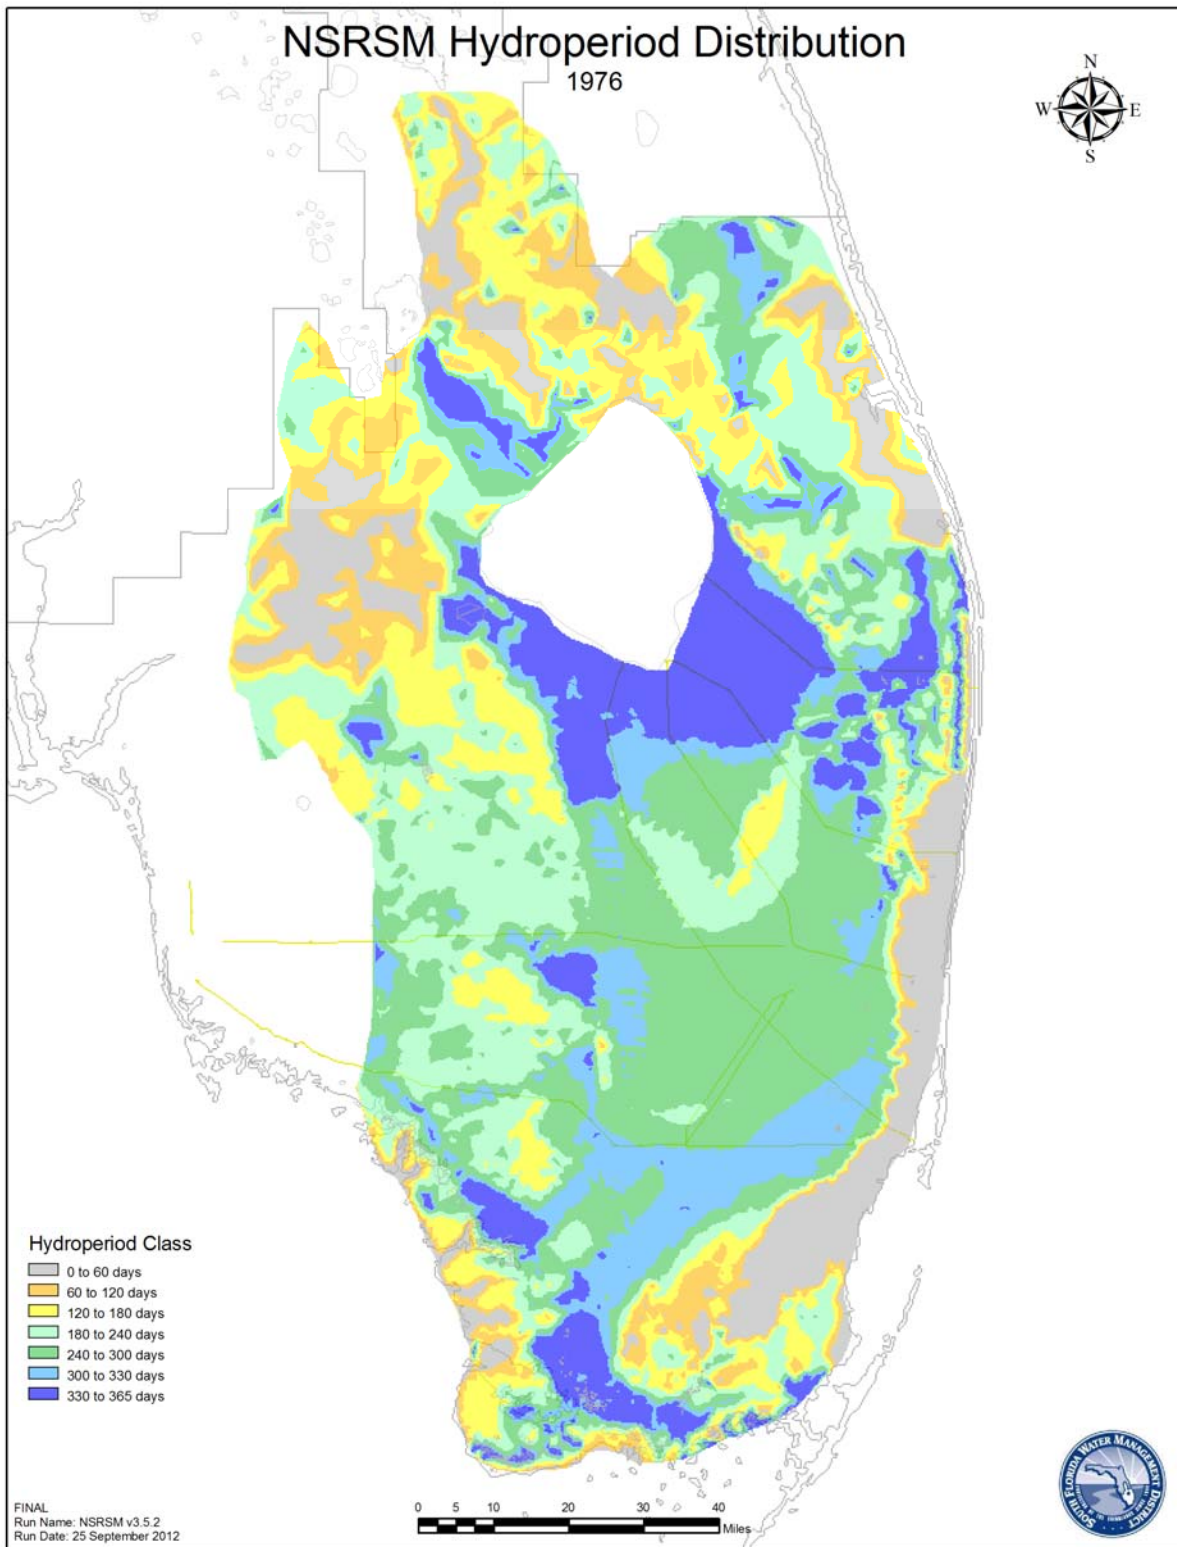 NSRSM Hydroperiod Distribution
1976
N
W E
S
Hydroperiod Class
0 to 60 days
60 to 120 days
120 to 180 days
180 to 240 days
240 to 300 days
300 to 330 days
330 to 365 days
FINAL
Run Name: NSRSM v3.5.2
Run Date: 25 September 2012
0 5 10 20 30 40
Miles
SOUTH FLORIDA WATER MANAGEMENT DISTRICT